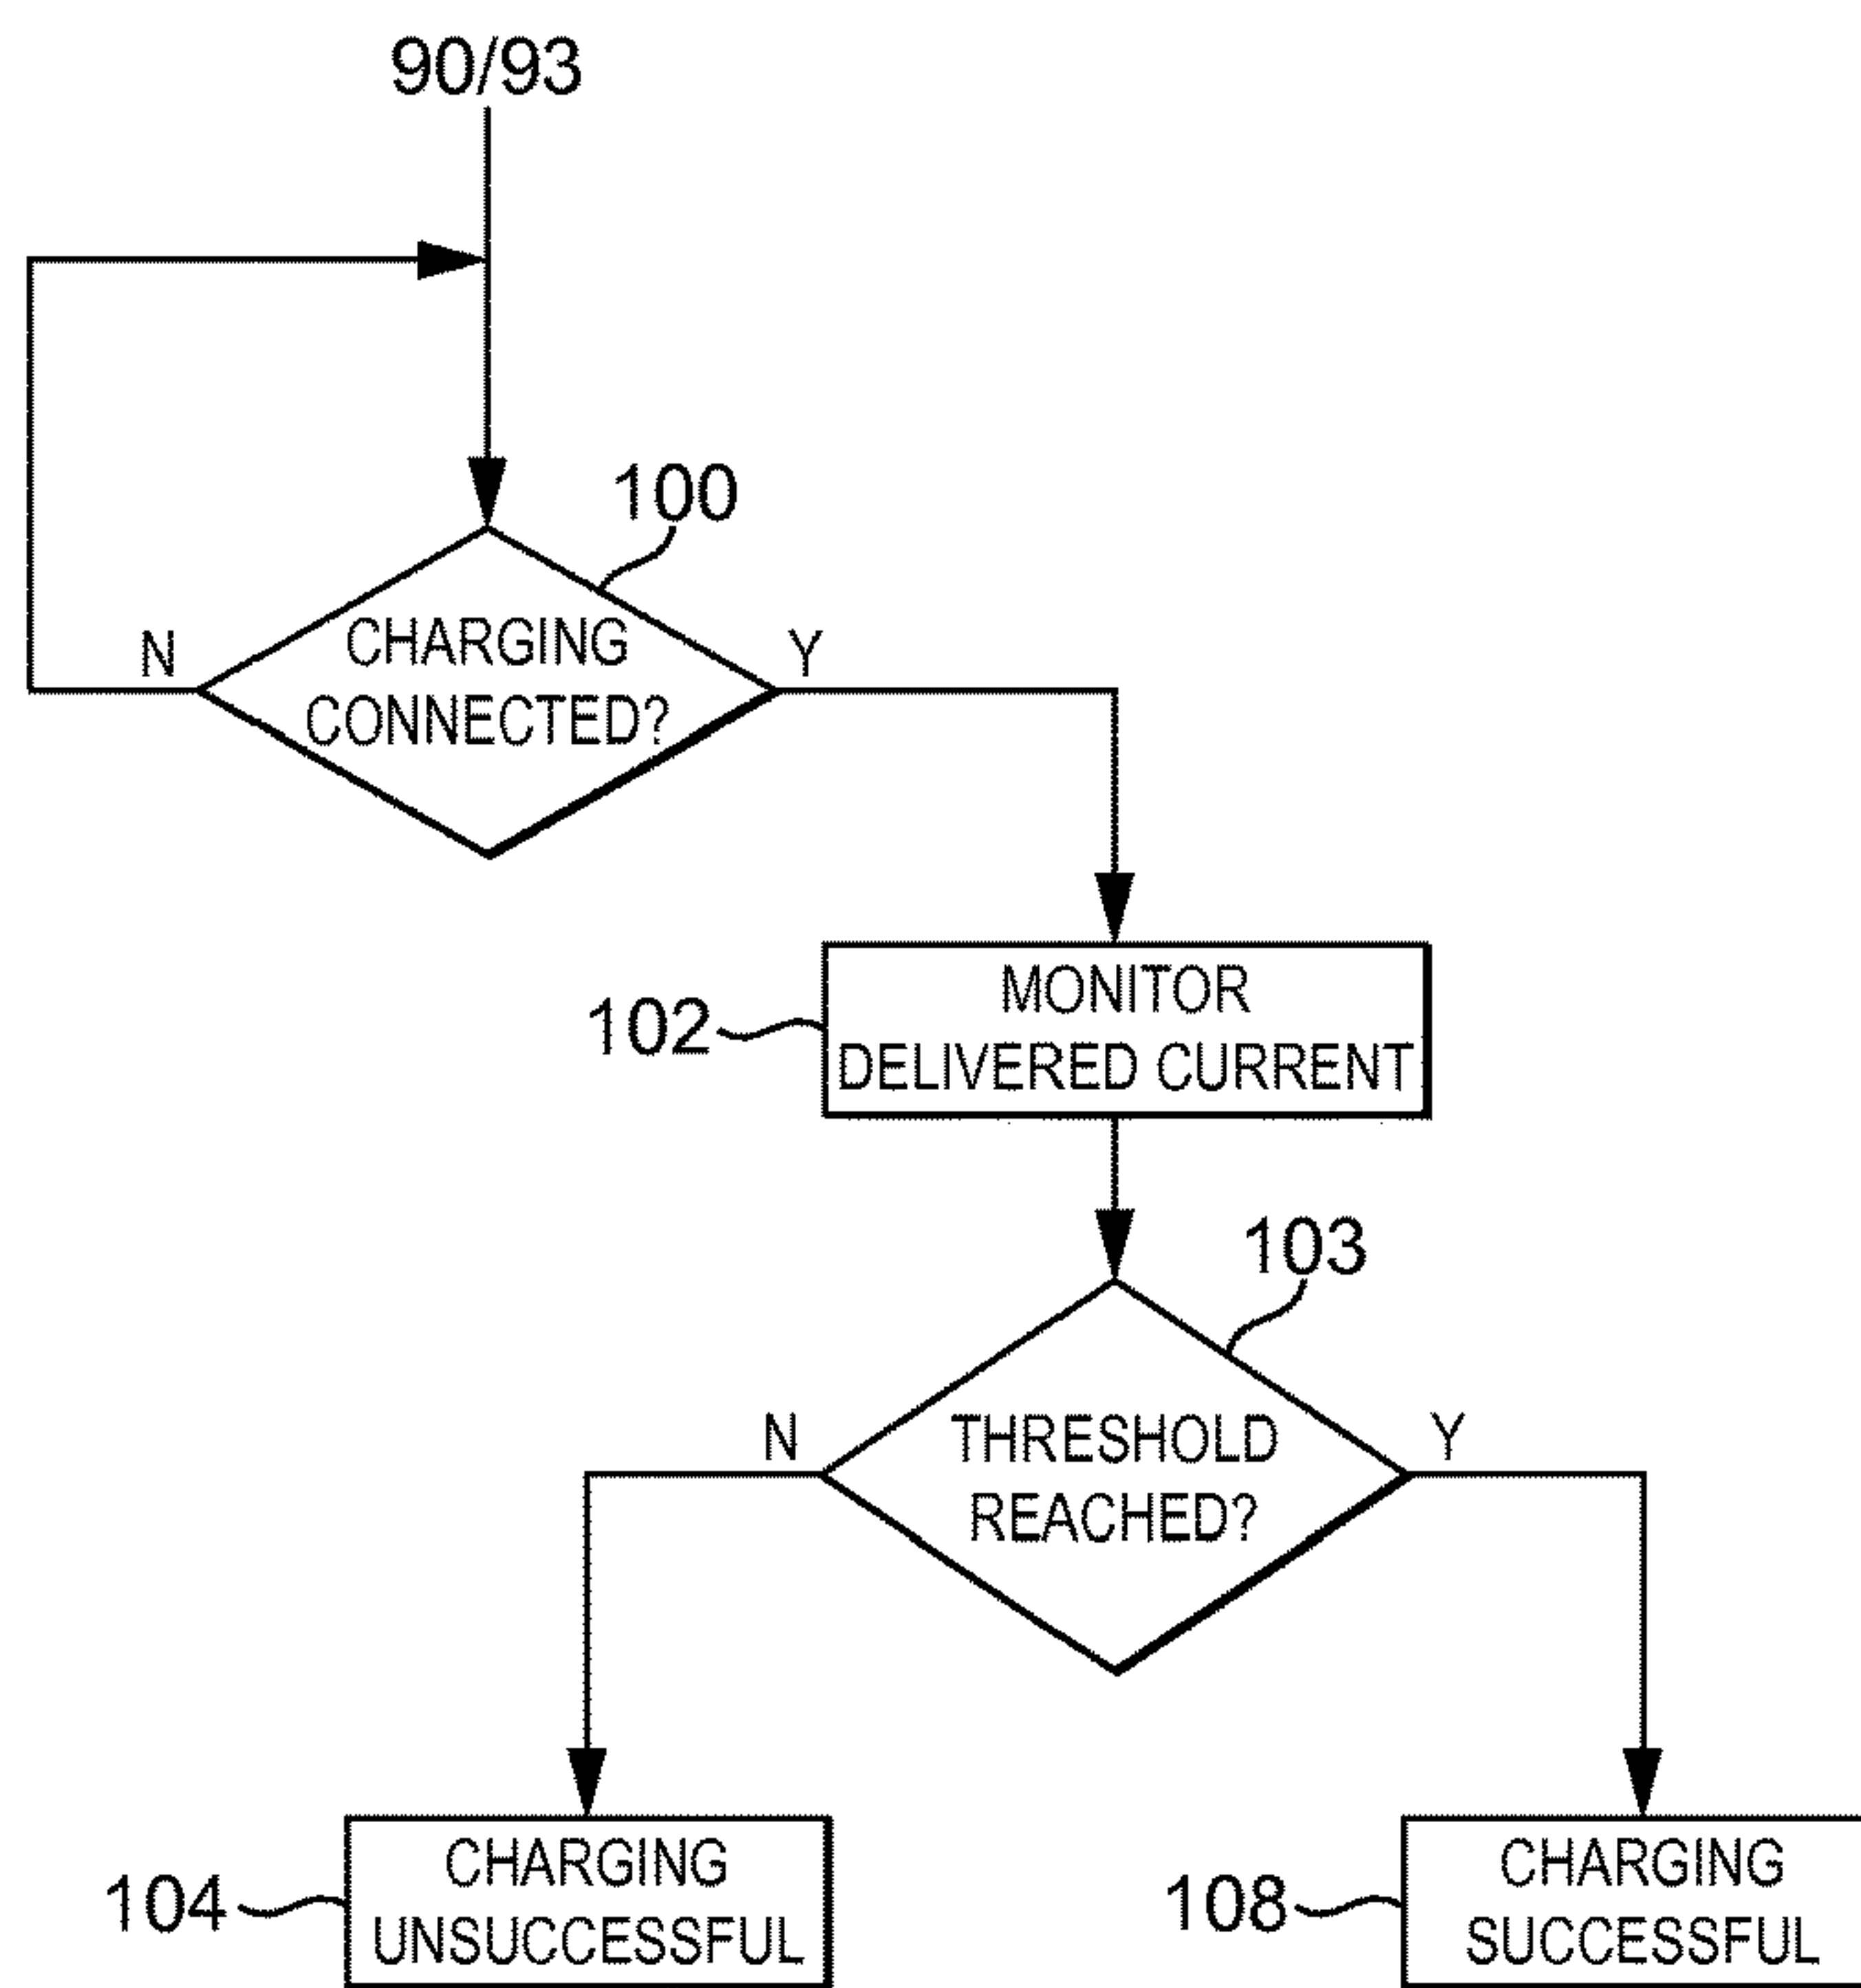 90/93
100
N
CHARGING
CONNECTED?
Y
102
MONITOR
DELIVERED CURRENT
103
N
THRESHOLD
REACHED?
Y
104
CHARGING
UNSUCCESSFUL
108
CHARGING
SUCCESSFUL